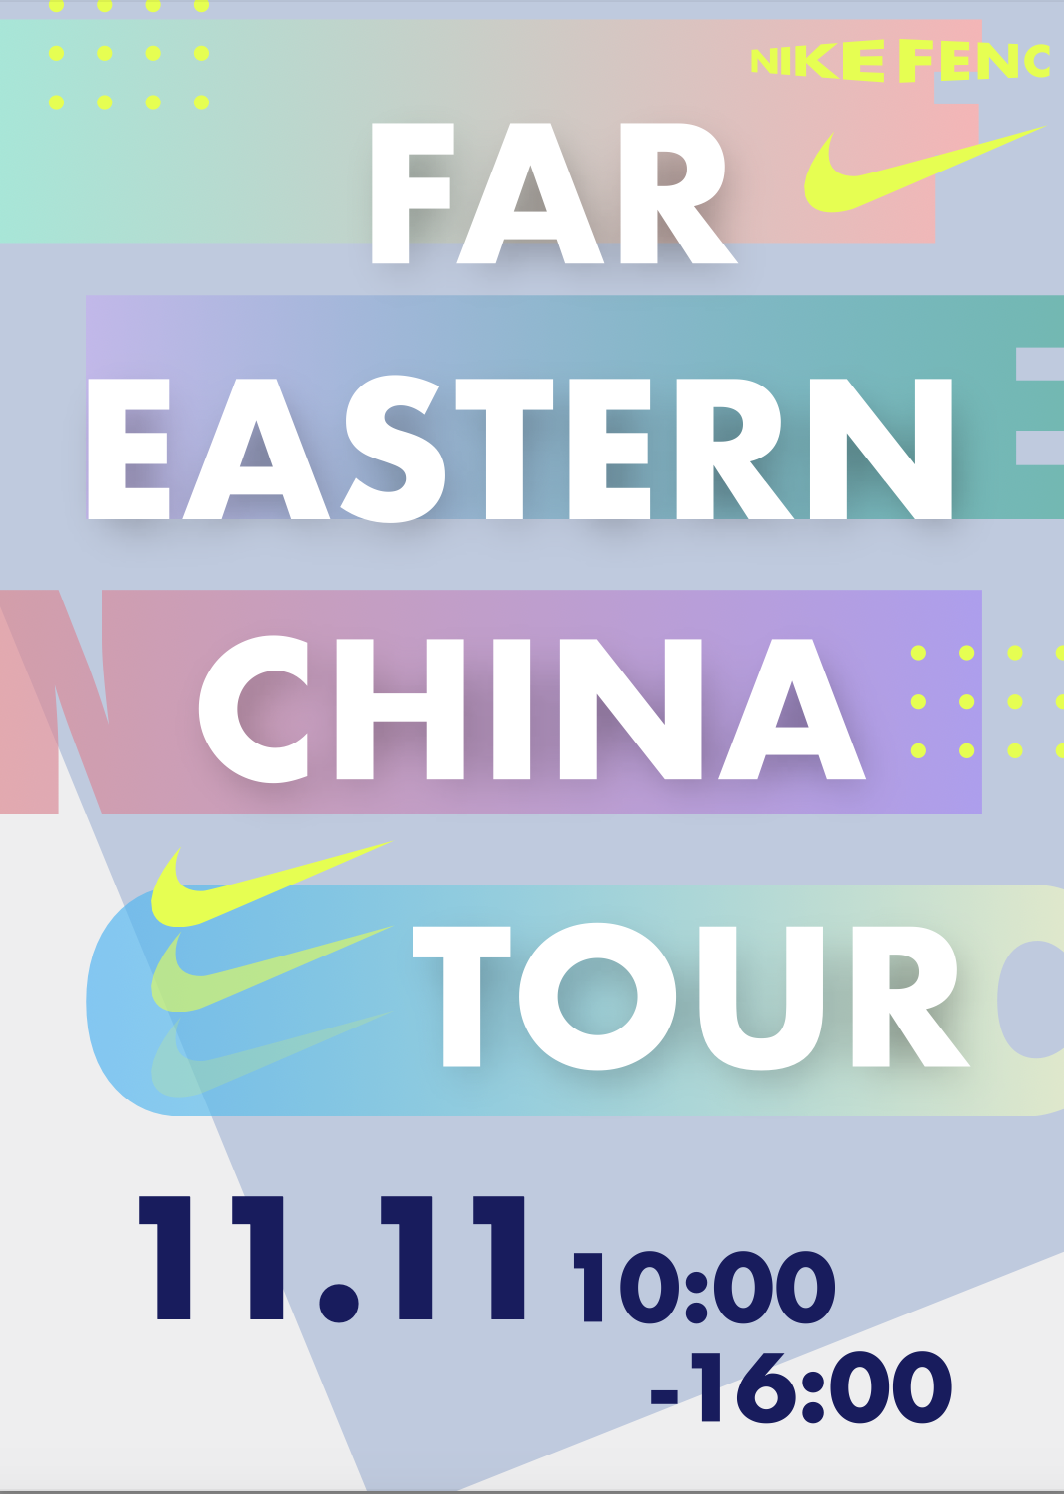 NIKE FENC
FAR
EASTERN
CHINA
TOUR
11.11 10:00
-16:00